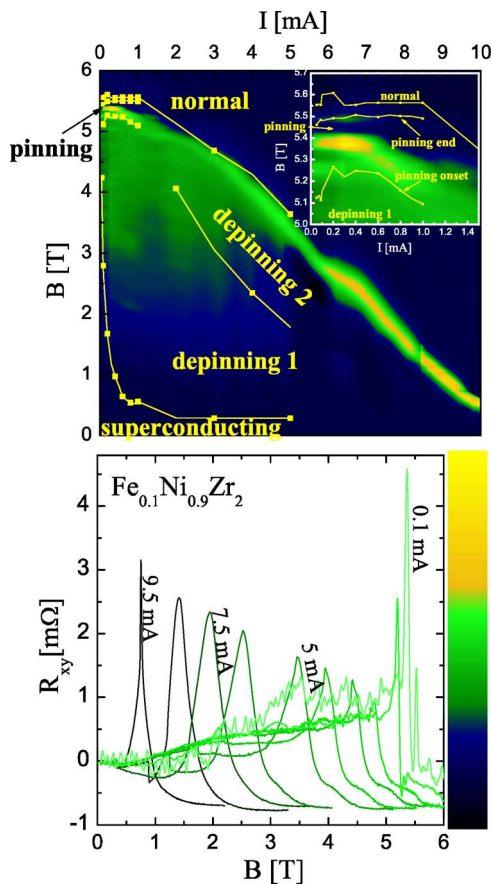 I [mA]
0 1 2 3 4 5 6 7 8 9 10
B [T]
6
5
4
3
2
1
0
normal
pinning
depinning 2
depinning 1
superconducting
B [T]
5.7
5.6
5.5
5.4
5.3
5.2
5.1
5.0
normal
pinning
pinning end
pinning onset
depinning 1
0.0 0.2 0.4 0.6 0.8 1.0 1.2 1.4
I [mA]
Fe0.1Ni0.9Zr2
R_xy[mΩ]
4
3
2
1
0
-1
9.5 mA
7.5 mA
5 mA
0.1 mA
0 1 2 3 4 5 6
B [T]